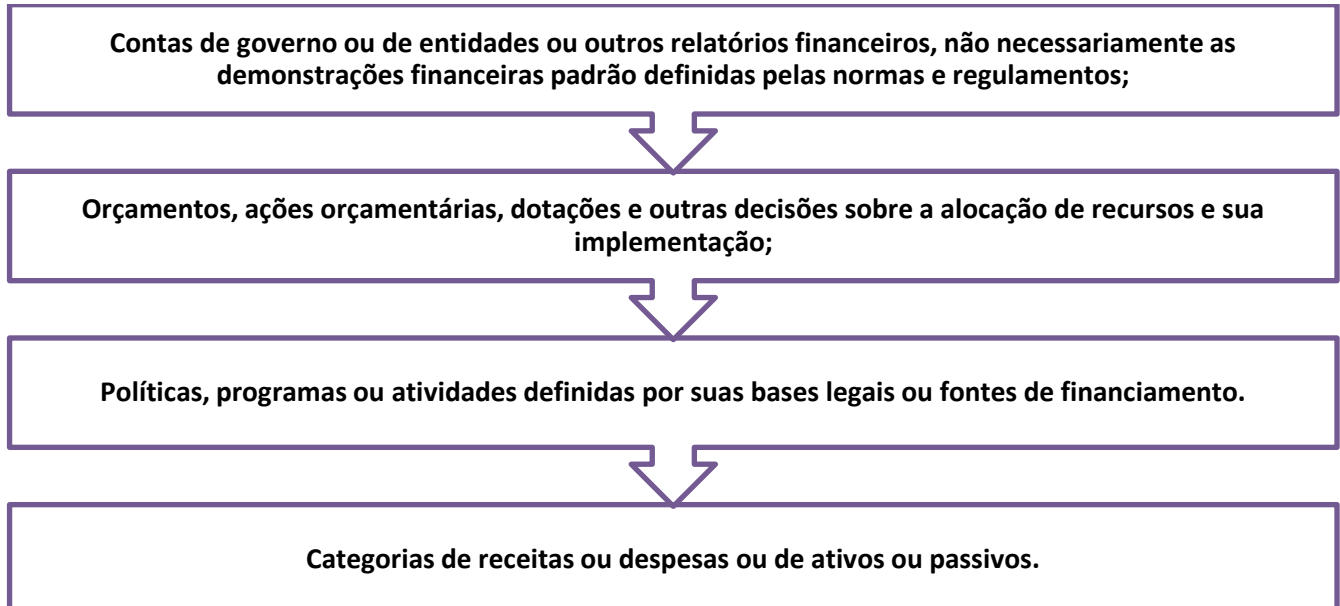 Contas de governo ou de entidades ou outros relatórios financeiros, não necessariamente as
demonstrações financeiras padrão definidas pelas normas e regulamentos;
Orçamentos, ações orçamentárias, dotações e outras decisões sobre a alocação de recursos e sua
implementação;
Políticas, programas ou atividades definidas por suas bases legais ou fontes de financiamento.
Categorias de receitas ou despesas ou de ativos ou passivos.